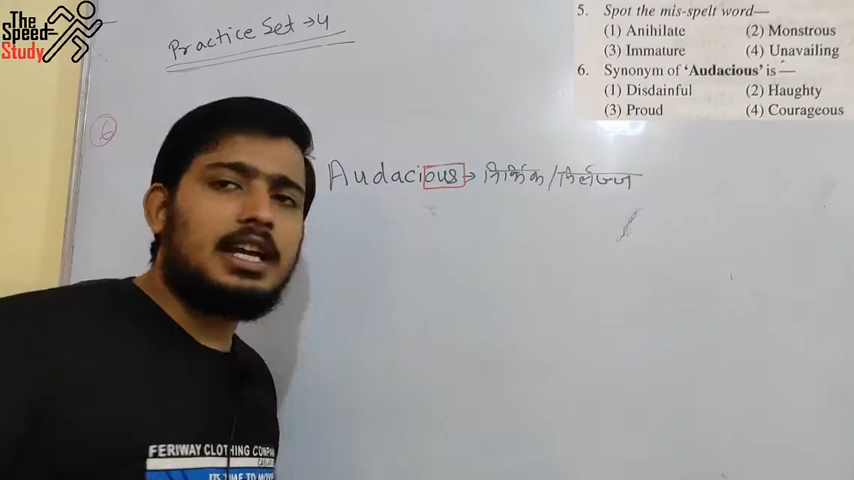 The
Speed
Study
Practice Set → 4
5. Spot the mis-spelt word—
(1) Anihilate (2) Monstrous
(3) Immature (4) Unavailing
6. Synonym of ‘Audacious’ is —
(1) Disdainful (2) Haughty
(3) Proud (4) Courageous
6
Audacious → निर्भिक / निर्लज्ज
FERIWAY CLOTHING COMPA